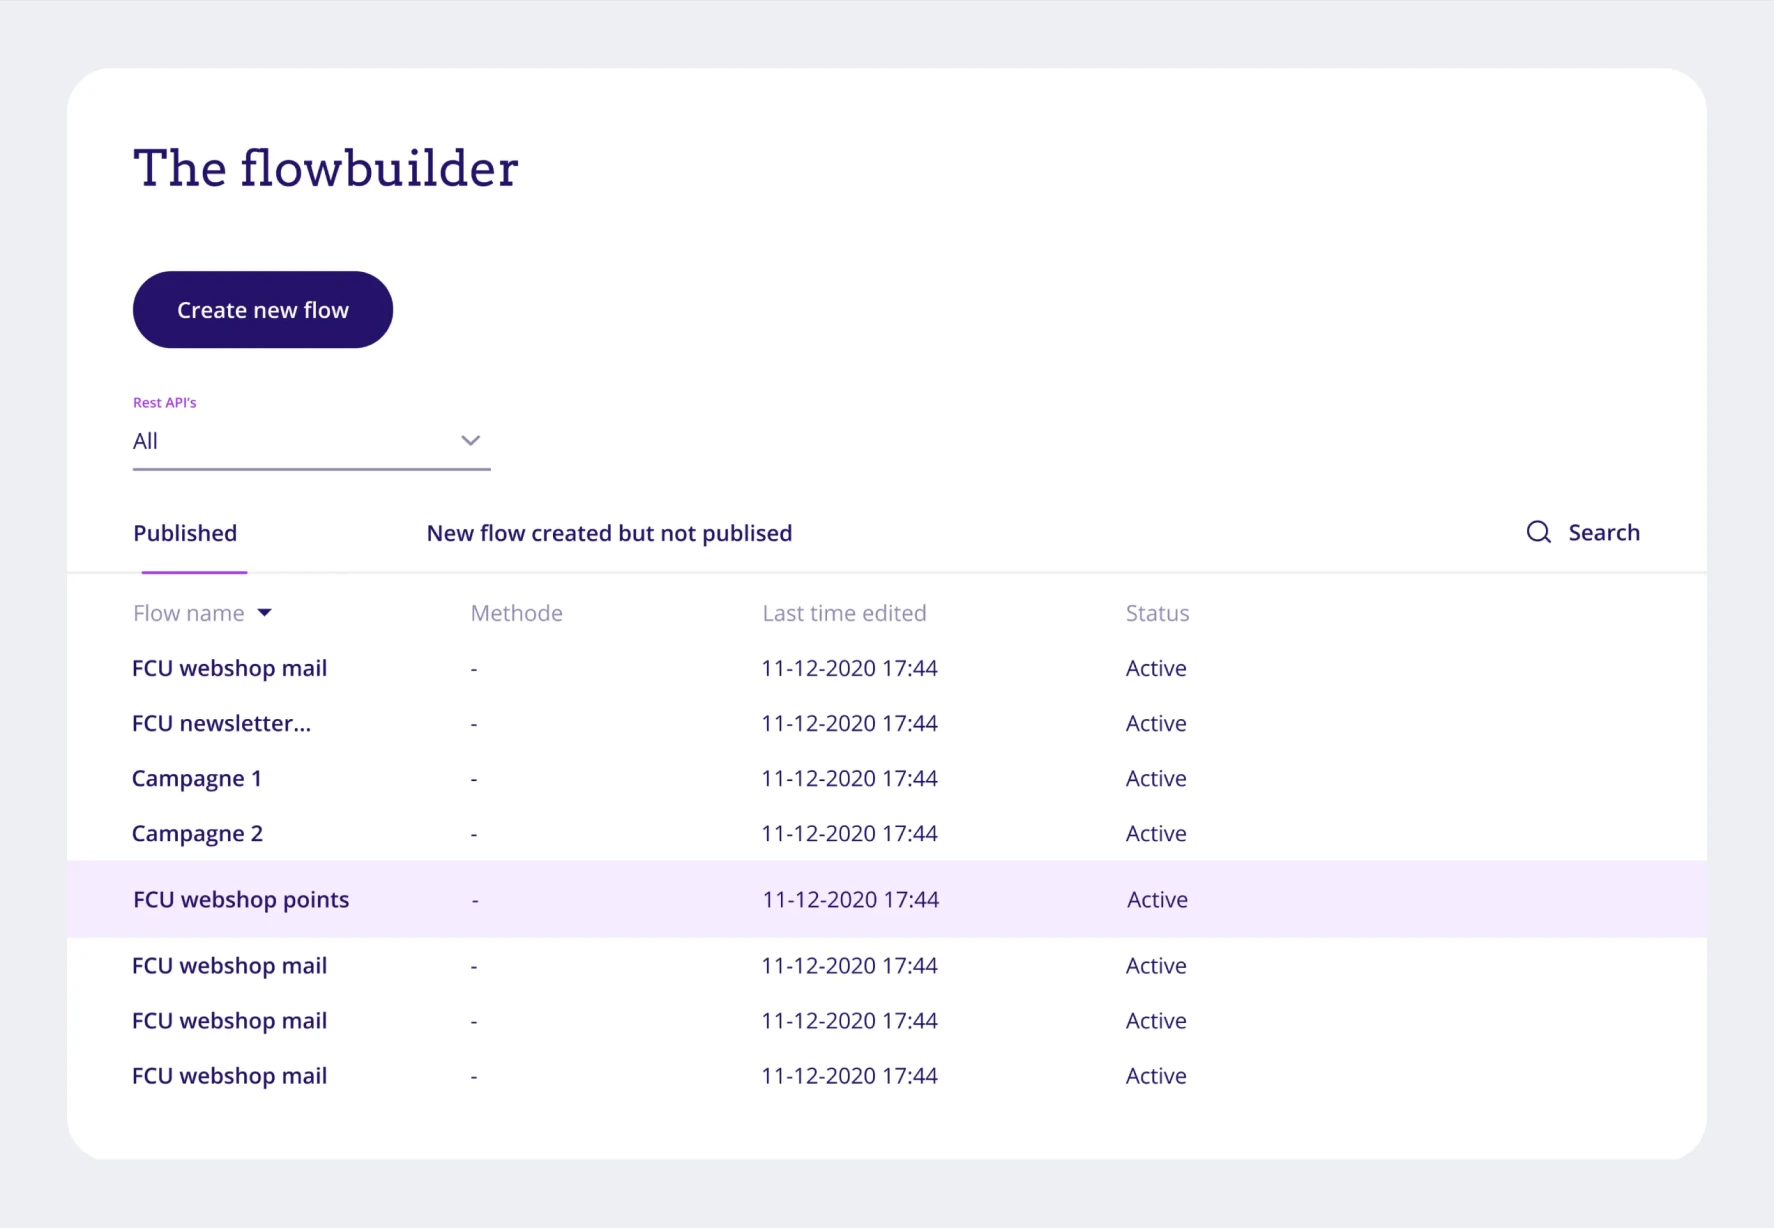 The flowbuilder
Create new flow
Rest API's
All
Published New flow created but not publised Search
Flow name Methode Last time edited Status
FCU webshop mail - 11-12-2020 17:44 Active
FCU newsletter... - 11-12-2020 17:44 Active
Campagne 1 - 11-12-2020 17:44 Active
Campagne 2 - 11-12-2020 17:44 Active
FCU webshop points - 11-12-2020 17:44 Active
FCU webshop mail - 11-12-2020 17:44 Active
FCU webshop mail - 11-12-2020 17:44 Active
FCU webshop mail - 11-12-2020 17:44 Active